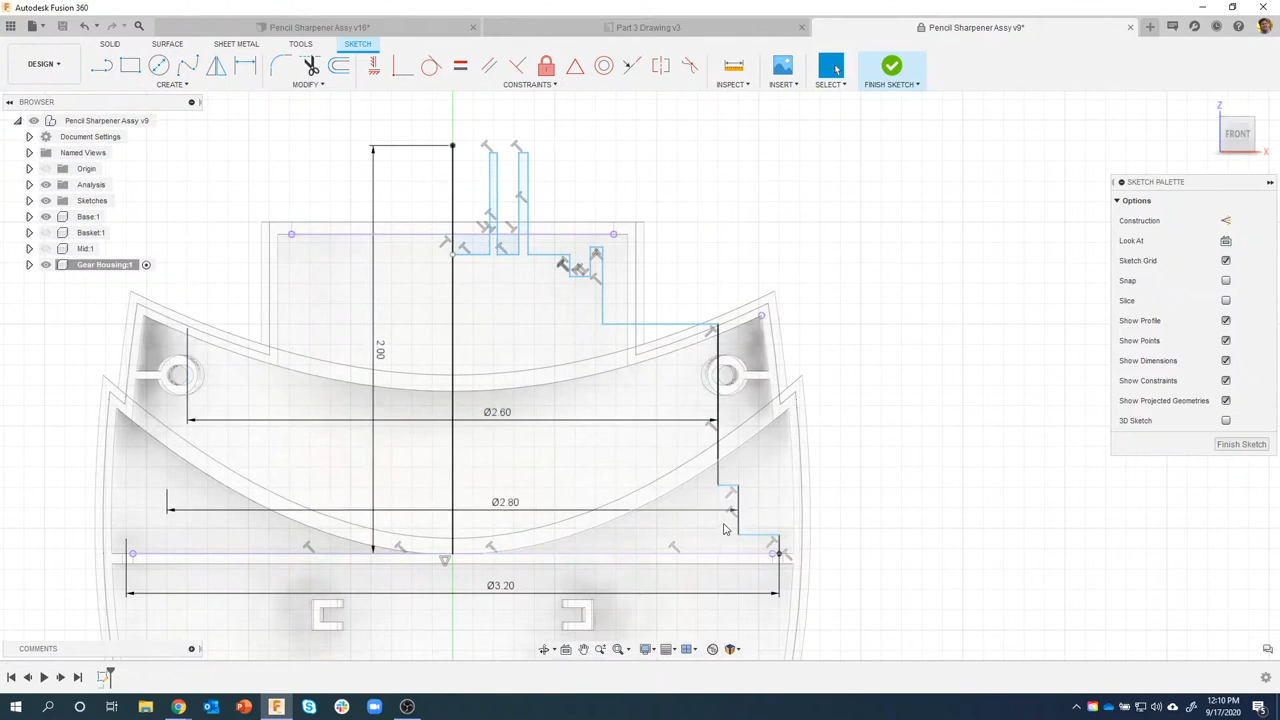 Autodesk Fusion 360
Pencil Sharpener Assy v16*
Part 3 Drawing v3
Pencil Sharpener Assy v9*
SOLID
SURFACE
SHEET METAL
TOOLS
SKETCH
DESIGN
CREATE
MODIFY
CONSTRAINTS
INSPECT
INSERT
SELECT
FINISH SKETCH
BROWSER
Pencil Sharpener Assy v9
Document Settings
Named Views
Origin
Analysis
Sketches
Base:1
Basket:1
Mid:1
Gear Housing:1
Z
FRONT
X
SKETCH PALETTE
Options
Construction
Look At
Sketch Grid
Snap
Slice
Show Profile
Show Points
Show Dimensions
Show Constraints
Show Projected Geometries
3D Sketch
Finish Sketch
2.00
Ø2.60
Ø2.80
Ø3.20
COMMENTS
12:10 PM
9/17/2020
5